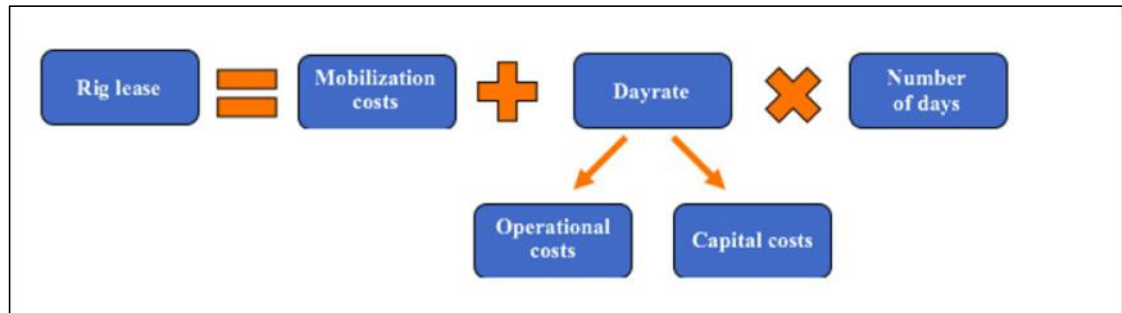 Rig lease
Mobilization
costs
Dayrate
Number
of days
Operational
costs
Capital costs